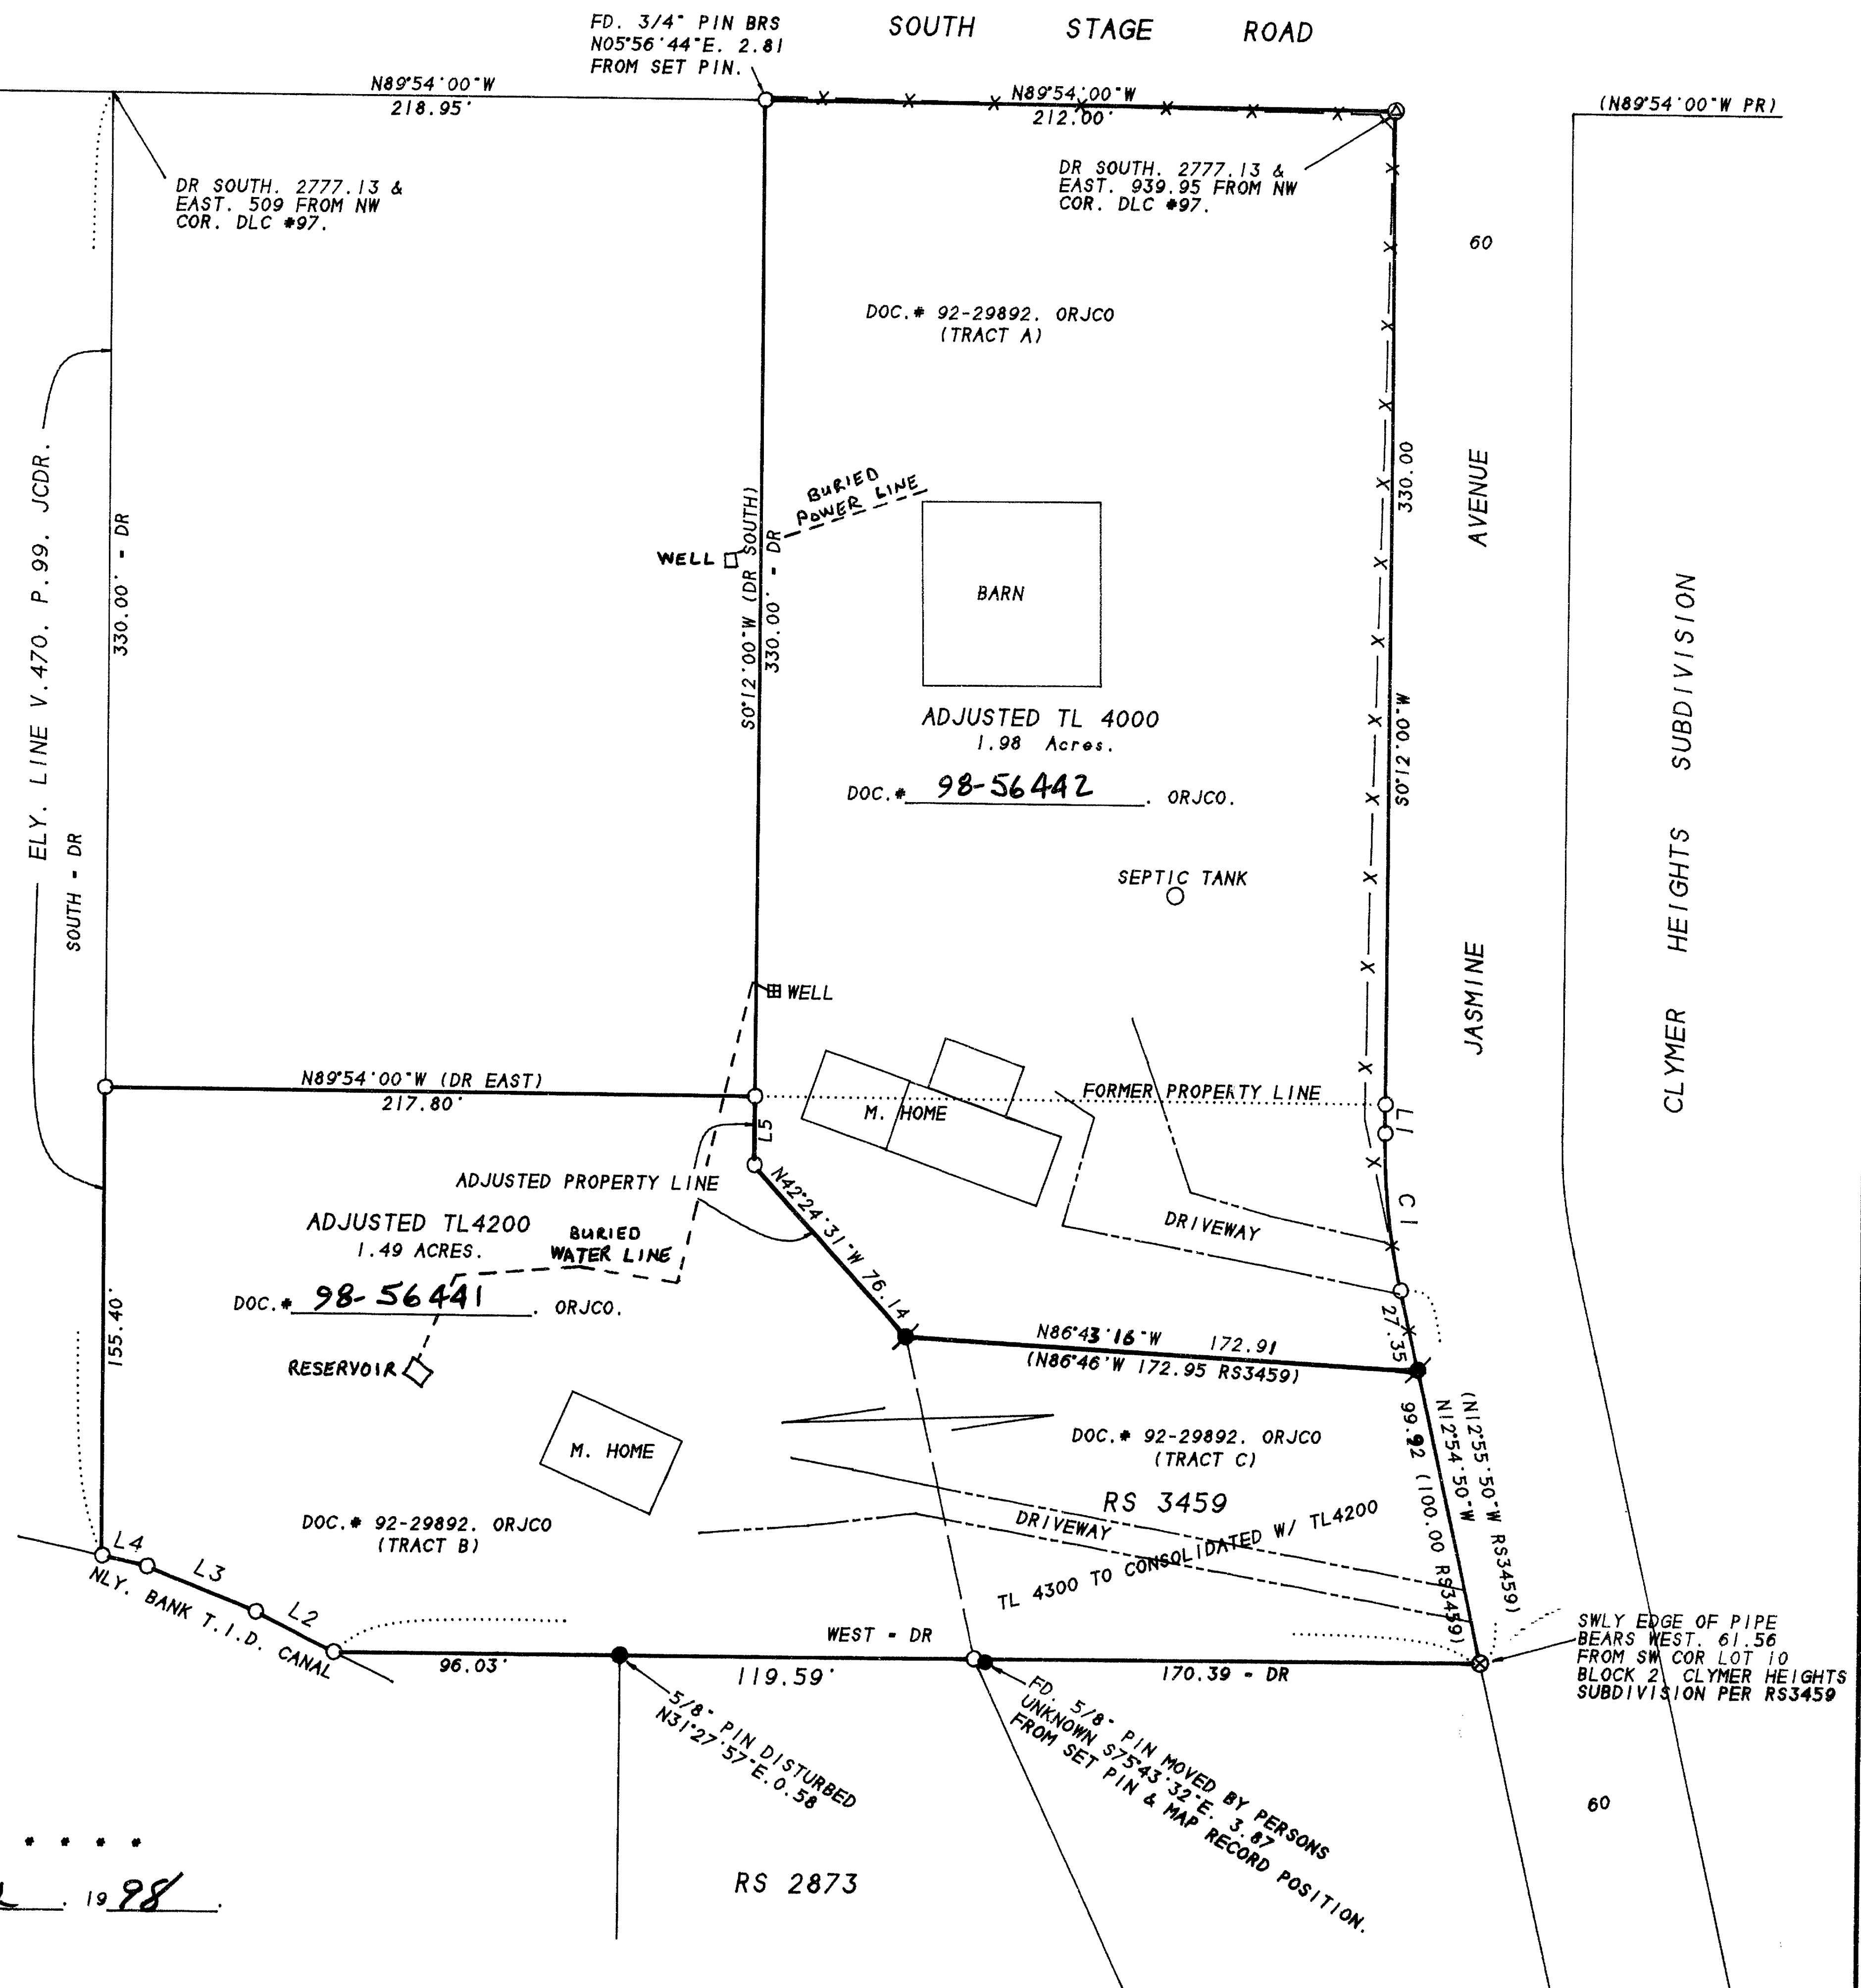 FD. 3/4" PIN BRS
N05°56'44"E. 2.81
FROM SET PIN.
SOUTH STAGE ROAD
N89°54'00"W
218.95'
N89°54'00"W
212.00'
(N89°54'00"W PR)
DR SOUTH. 2777.13 &
EAST. 509 FROM NW
COR. DLC #97.
DR SOUTH. 2777.13 &
EAST. 939.95 FROM NW
COR. DLC #97.
60
DOC.# 92-29892. ORJCO
(TRACT A)
ELY. LINE V.470. P.99. JCDR.
SOUTH - DR
330.00' - DR
S0°12'00"W (DR SOUTH)
330.00' - DR
BURIED
POWER LINE
WELL
BARN
330.00
S0°12'00"W
JASMINE AVENUE
CLYMER HEIGHTS SUBDIVISION
ADJUSTED TL 4000
1.98 Acres.
DOC.# 98-56442. ORJCO.
SEPTIC TANK
WELL
N89°54'00"W (DR EAST)
217.80'
FORMER PROPERTY LINE
M. HOME
L5
L1
C1
DRIVEWAY
ADJUSTED PROPERTY LINE
N42°24'31"W 76.14
ADJUSTED TL4200
1.49 ACRES.
BURIED
WATER LINE
DOC.# 98-56441. ORJCO.
155.40'
RESERVOIR
27.35
N86°43'16"W 172.91
(N86°46'W 172.95 RS3459)
99.92 (100.00 RS3459)
N12°54'50"W
(N12°55'50"W RS3459)
DOC.# 92-29892. ORJCO
(TRACT C)
RS 3459
M. HOME
DRIVEWAY
TL 4300 TO CONSOLIDATED W/ TL4200
DOC.# 92-29892. ORJCO
(TRACT B)
L4
L3
L2
NLY. BANK T.I.D. CANAL
WEST - DR
96.03'
119.59'
170.39 - DR
SWLY EDGE OF PIPE
BEARS WEST. 61.56
FROM SW COR LOT 10
BLOCK 2, CLYMER HEIGHTS
SUBDIVISION PER RS3459
5/8" PIN DISTURBED
N31°27'57"E.0.58
FD. 5/8" PIN MOVED BY PERSONS
UNKNOWN S75°43'32"E. 3.87
FROM SET PIN & MAP RECORD POSITION.
60
RS 2873
* * * *
. 1998.